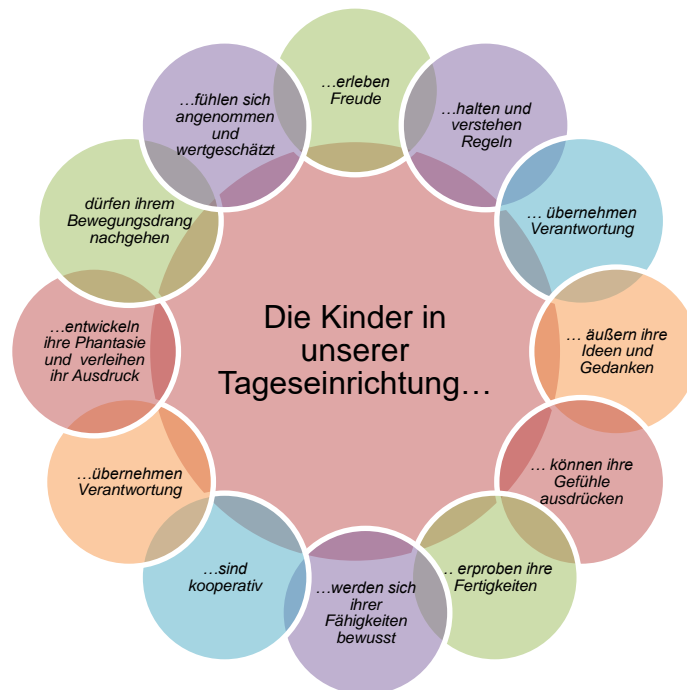 Die Kinder in
unserer
Tageseinrichtung…
…erleben
Freude
…halten und
verstehen
Regeln
… übernehmen
Verantwortung
… äußern ihre
Ideen und
Gedanken
… können ihre
Gefühle
ausdrücken
… erproben ihre
Fertigkeiten
…werden sich
ihrer
Fähigkeiten
bewusst
…sind
kooperativ
…übernehmen
Verantwortung
…entwickeln
ihre Phantasie
und verleihen
ihr Ausdruck
dürfen ihrem
Bewegungsdrang
nachgehen
…fühlen sich
angenommen
und
wertgeschätzt